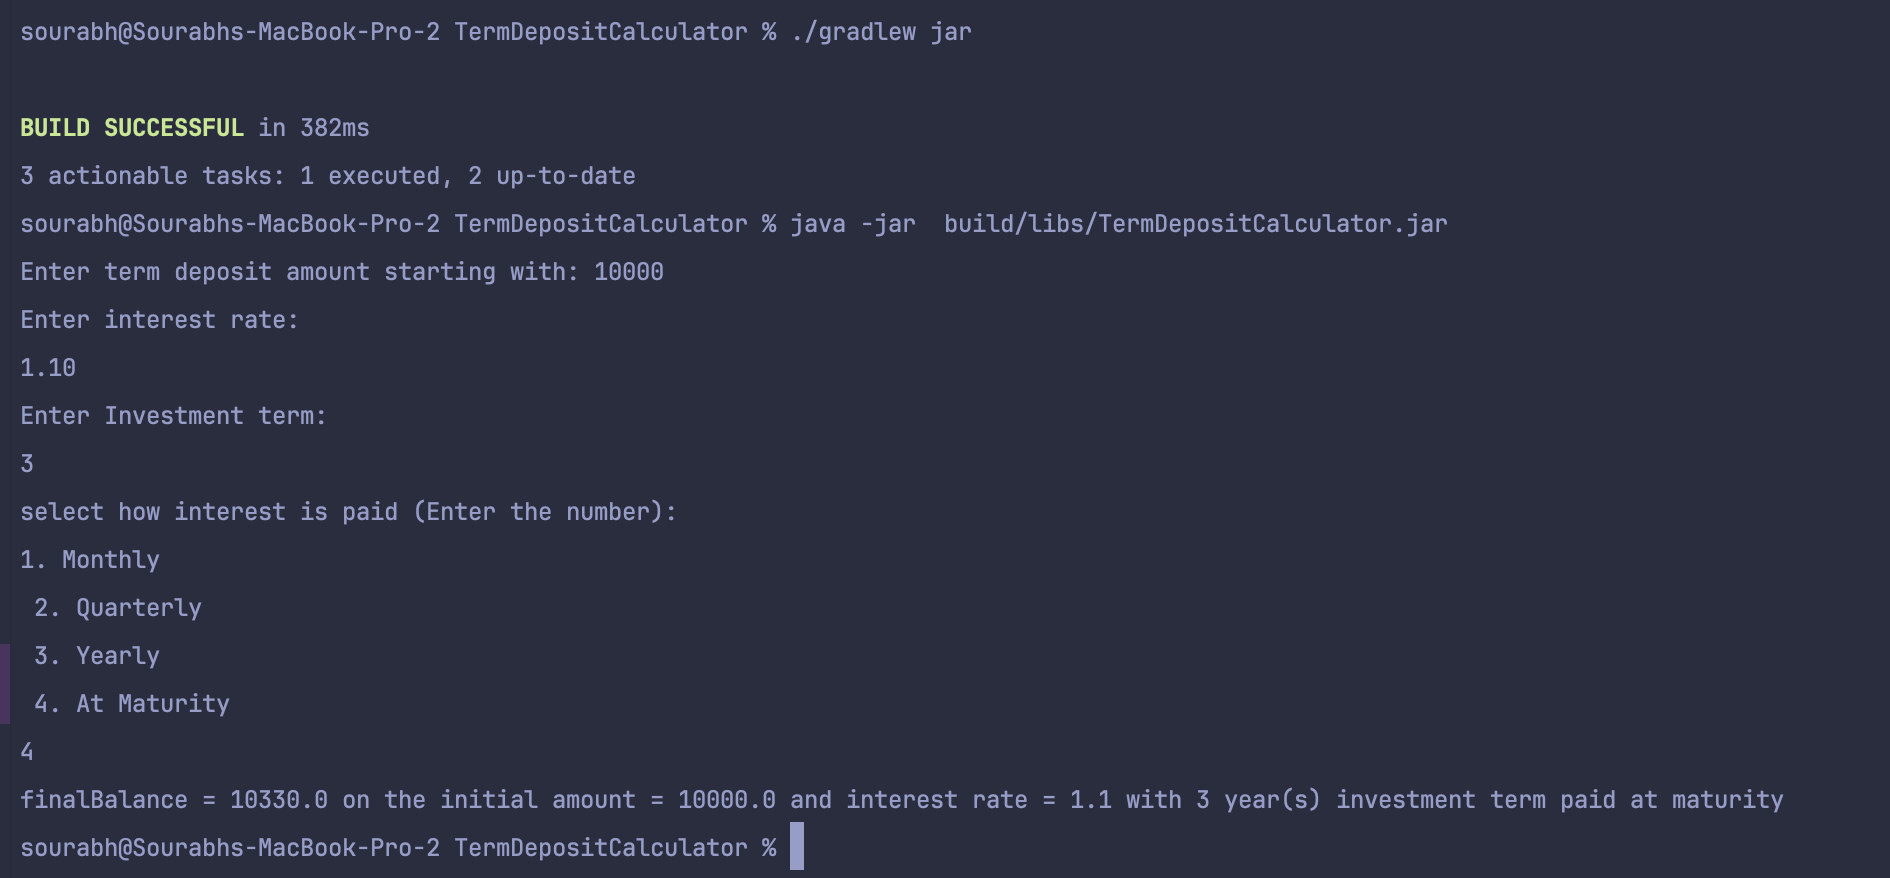 sourabh@Sourabhs-MacBook-Pro-2 TermDepositCalculator % ./gradlew jar
BUILD SUCCESSFUL in 382ms
3 actionable tasks: 1 executed, 2 up-to-date
sourabh@Sourabhs-MacBook-Pro-2 TermDepositCalculator % java -jar  build/libs/TermDepositCalculator.jar
Enter term deposit amount starting with: 10000
Enter interest rate:
1.10
Enter Investment term:
3
select how interest is paid (Enter the number):
1. Monthly
 2. Quarterly
 3. Yearly
 4. At Maturity
4
finalBalance = 10330.0 on the initial amount = 10000.0 and interest rate = 1.1 with 3 year(s) investment term paid at maturity
sourabh@Sourabhs-MacBook-Pro-2 TermDepositCalculator %